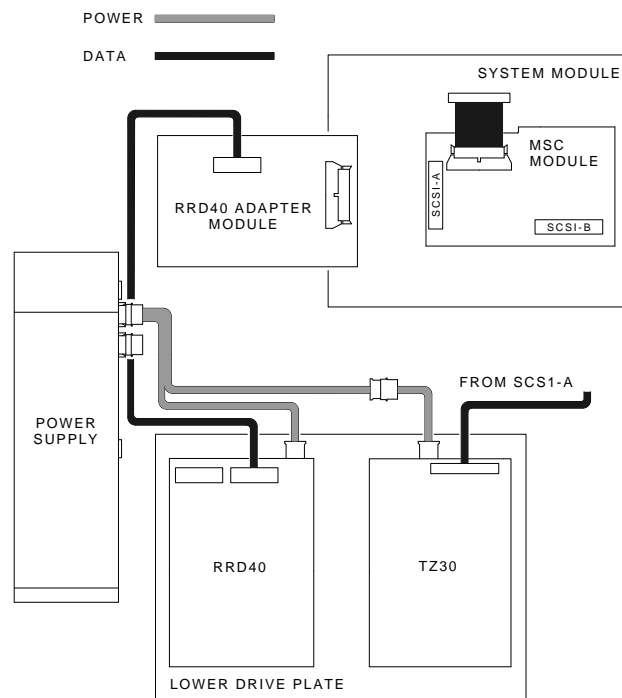 POWER
DATA
SYSTEM MODULE
MSC
MODULE
SCSI-A
SCSI-B
RRD40 ADAPTER
MODULE
FROM SCS1-A
POWER
SUPPLY
RRD40
TZ30
LOWER DRIVE PLATE